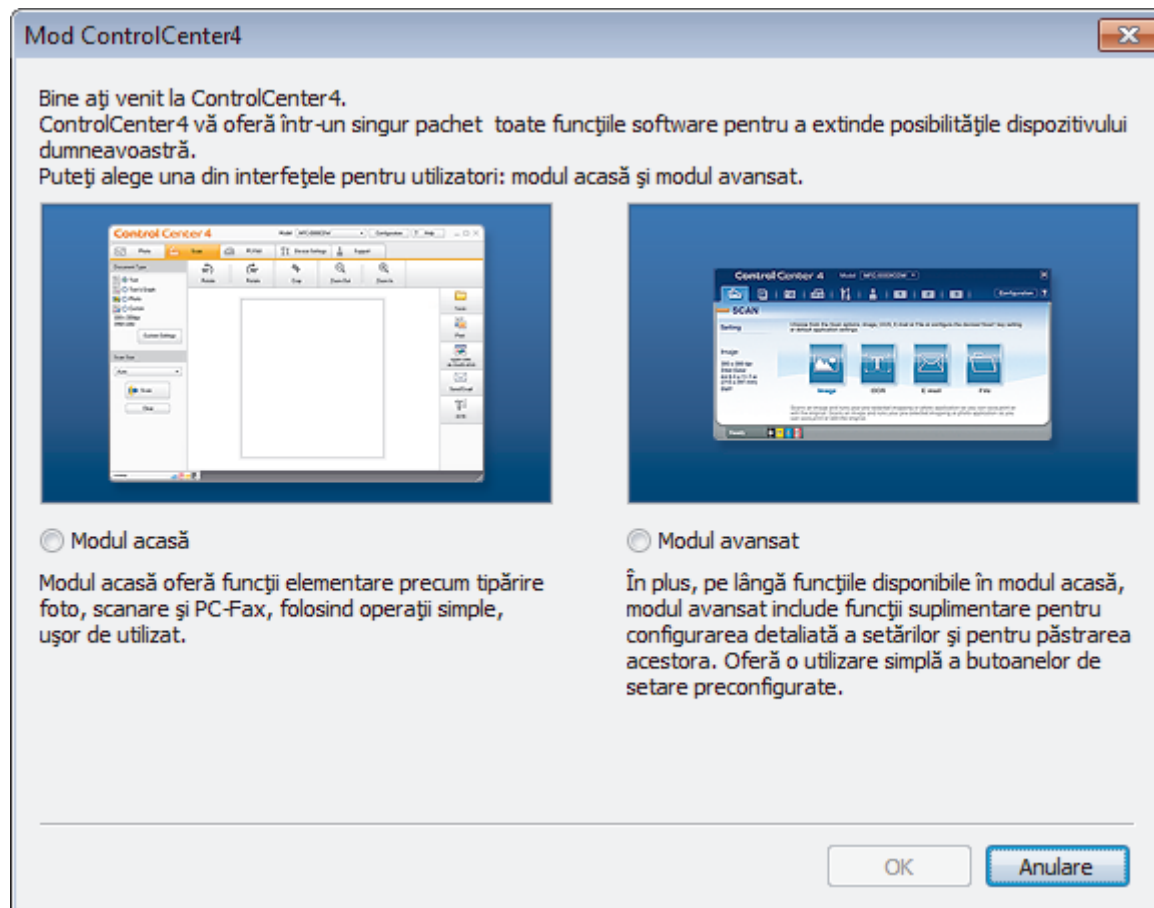 Mod ControlCenter4
Bine aţi venit la ControlCenter4.
ControlCenter4 vă oferă într-un singur pachet toate funcţiile software pentru a extinde posibilităţile dispozitivului
dumneavoastră.
Puteţi alege una din interfeţele pentru utilizatori: modul acasă şi modul avansat.
Control Center 4
Scan
Control Center 4
SCAN
Setting
Image
Image
OCR
E-mail
File
Modul acasă
Modul acasă oferă funcţii elementare precum tipărire
foto, scanare şi PC-Fax, folosind operaţii simple,
uşor de utilizat.
Modul avansat
În plus, pe lângă funcţiile disponibile în modul acasă,
modul avansat include funcţii suplimentare pentru
configurarea detaliată a setărilor şi pentru păstrarea
acestora. Oferă o utilizare simplă a butoanelor de
setare preconfigurate.
OK
Anulare